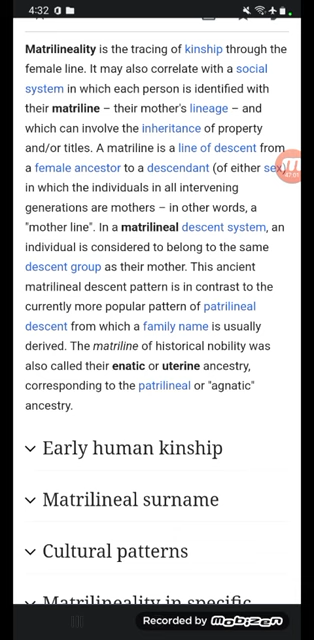 4:32
Matrilineality is the tracing of kinship through the
female line. It may also correlate with a social
system in which each person is identified with
their matriline – their mother's lineage – and
which can involve the inheritance of property
and/or titles. A matriline is a line of descent from
a female ancestor to a descendant (of either sex)
in which the individuals in all intervening
generations are mothers – in other words, a
"mother line". In a matrilineal descent system, an
individual is considered to belong to the same
descent group as their mother. This ancient
matrilineal descent pattern is in contrast to the
currently more popular pattern of patrilineal
descent from which a family name is usually
derived. The matriline of historical nobility was
also called their enatic or uterine ancestry,
corresponding to the patrilineal or "agnatic"
ancestry.
Early human kinship
Matrilineal surname
Cultural patterns
Matrilineality in specific
Recorded by mobizen